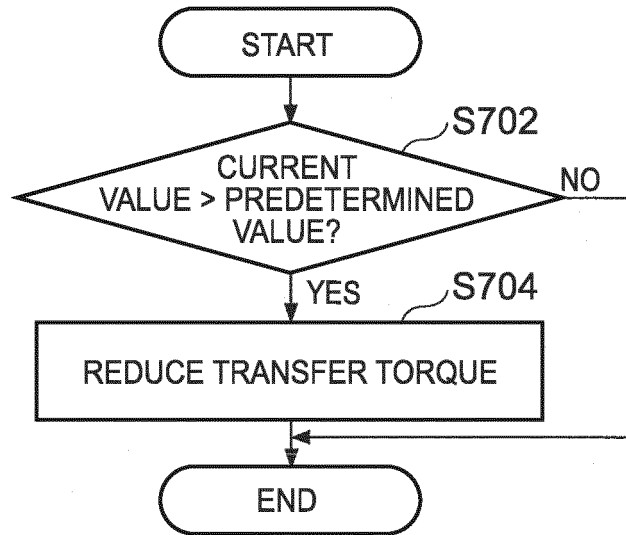 START
S702
CURRENT
VALUE > PREDETERMINED
VALUE?
NO
YES
S704
REDUCE TRANSFER TORQUE
END